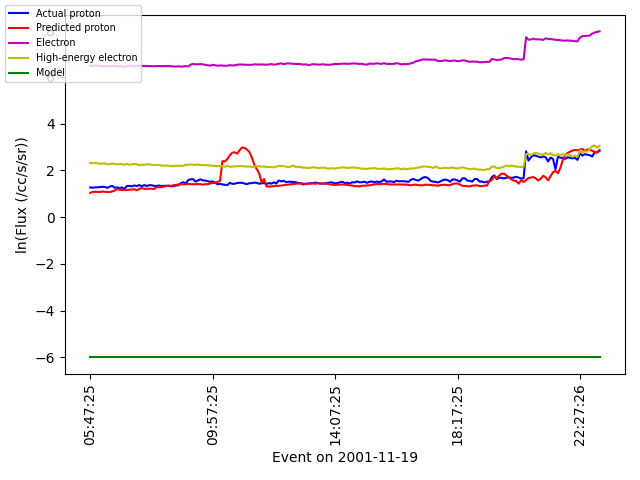 Actual proton
Predicted proton
Electron
High-energy electron
Model
8
6
4
2
0
−2
−4
−6
ln(Flux (/cc/s/sr))
05:47:25
09:57:25
14:07:25
18:17:25
22:27:26
Event on 2001-11-19